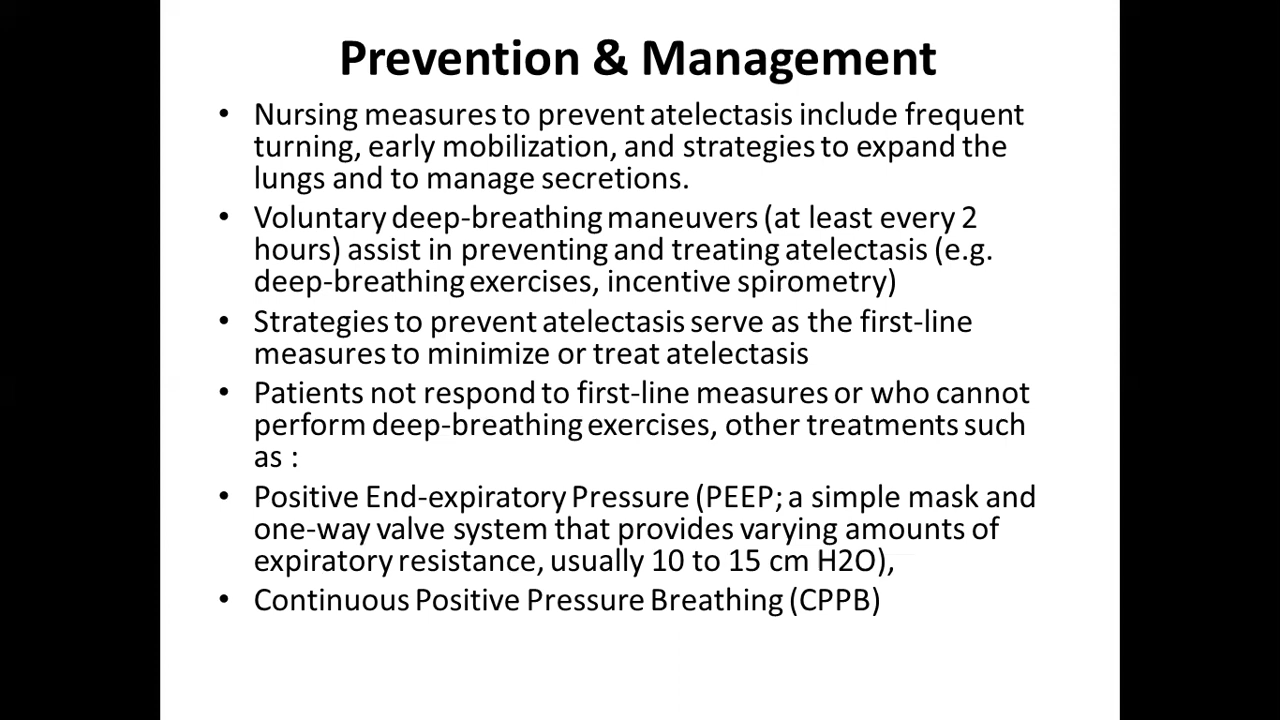 Prevention & Management
• Nursing measures to prevent atelectasis include frequent
turning, early mobilization, and strategies to expand the
lungs and to manage secretions.
• Voluntary deep-breathing maneuvers (at least every 2
hours) assist in preventing and treating atelectasis (e.g.
deep-breathing exercises, incentive spirometry)
• Strategies to prevent atelectasis serve as the first-line
measures to minimize or treat atelectasis
• Patients not respond to first-line measures or who cannot
perform deep-breathing exercises, other treatments such
as :
• Positive End-expiratory Pressure (PEEP; a simple mask and
one-way valve system that provides varying amounts of
expiratory resistance, usually 10 to 15 cm H2O),
• Continuous Positive Pressure Breathing (CPPB)